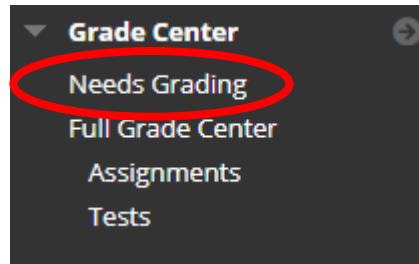 Grade Center
Needs Grading
Full Grade Center
Assignments
Tests